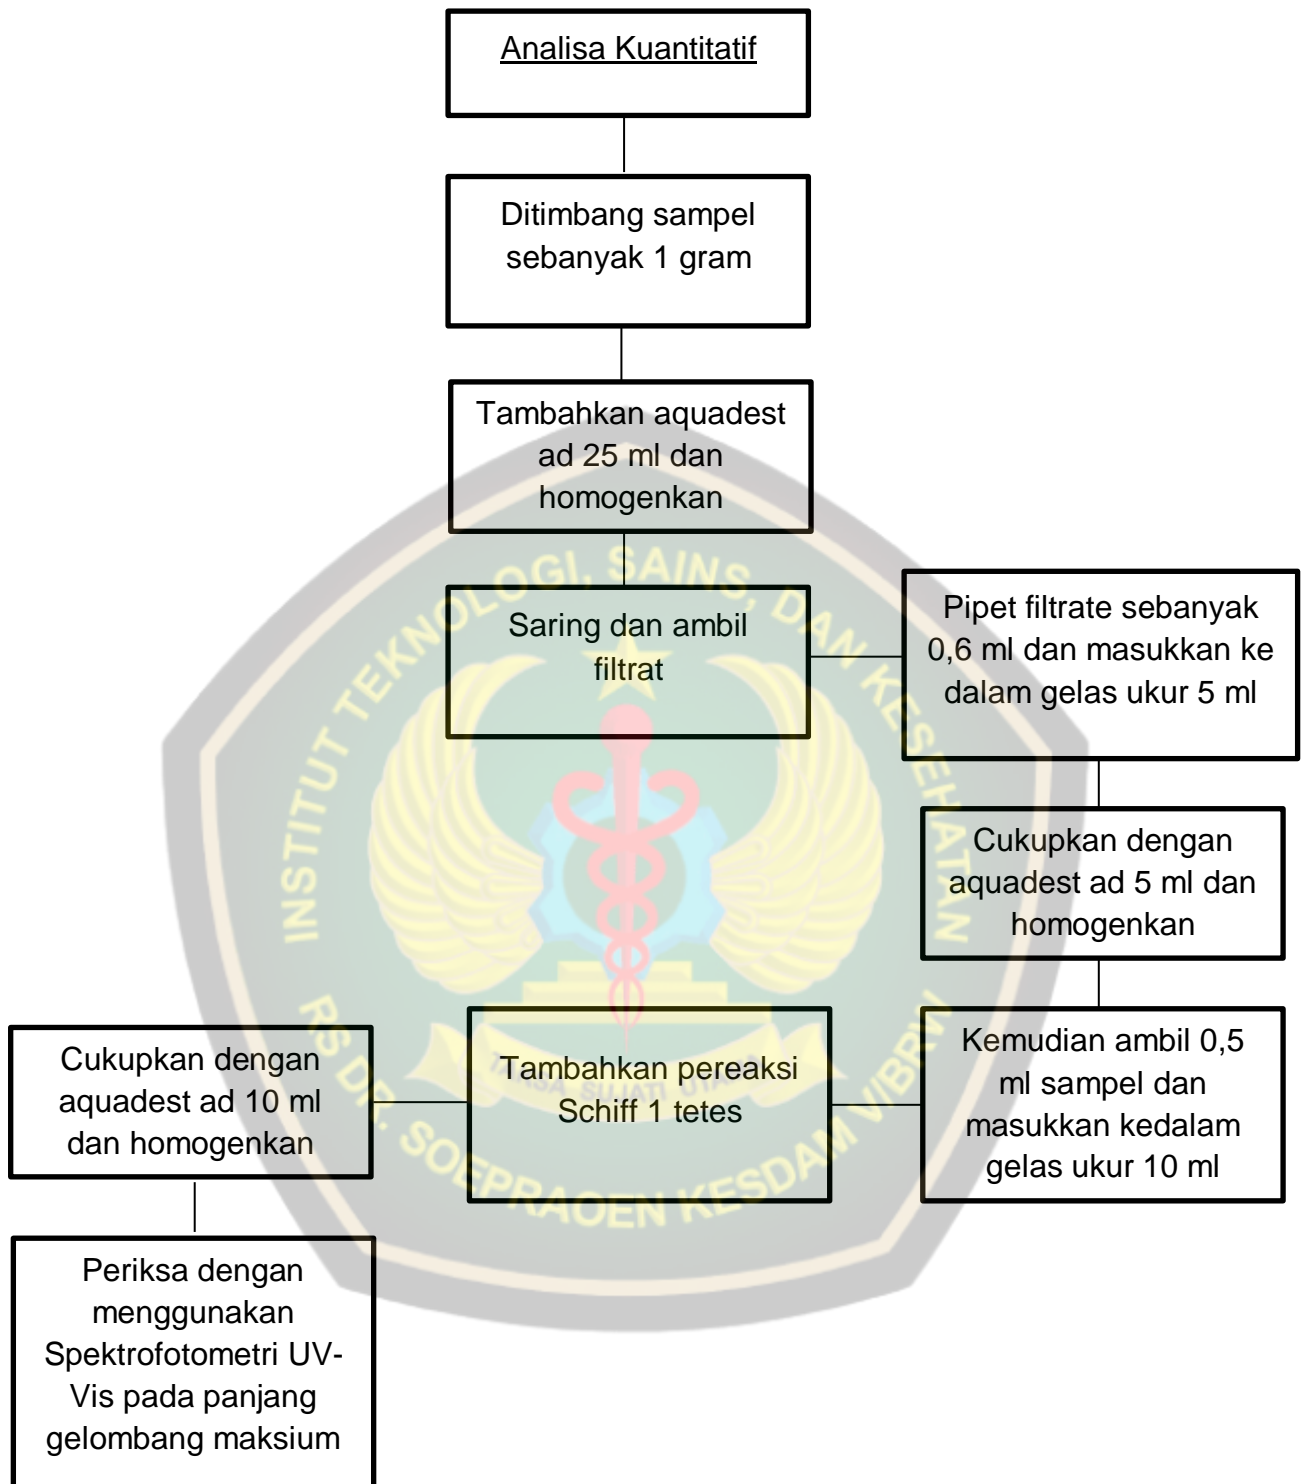 Analisa Kuantitatif
Ditimbang sampel
sebanyak 1 gram
Tambahkan aquadest
ad 25 ml dan
homogenkan
Saring dan ambil
filtrat
Pipet filtrate sebanyak
0,6 ml dan masukkan ke
dalam gelas ukur 5 ml
Cukupkan dengan
aquadest ad 5 ml dan
homogenkan
Kemudian ambil 0,5
ml sampel dan
masukkan kedalam
gelas ukur 10 ml
Tambahkan pereaksi
Schiff 1 tetes
Cukupkan dengan
aquadest ad 10 ml
dan homogenkan
Periksa dengan
menggunakan
Spektrofotometri UV-
Vis pada panjang
gelombang maksium
INSTITUT TEKNOLOGI, SAINS, DAN KESEHATAN
RS DR. SOEPRAOEN KESDAM V/BRW
SUJATI UTAMA